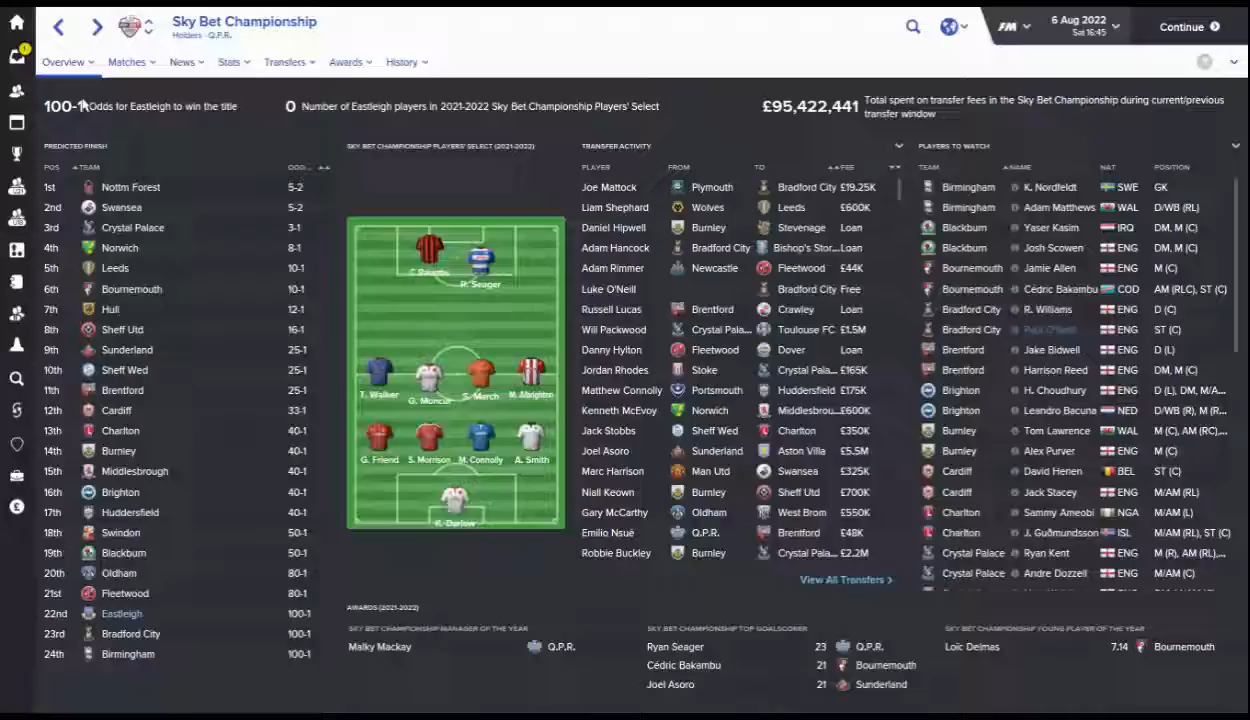 Sky Bet Championship
Holders - Q.P.R.
FM
6 Aug 2022
Sat 16:45
Continue
1
Overview Matches News Stats Transfers Awards History
100-1 Odds for Eastleigh to win the title
0 Number of Eastleigh players in 2021-2022 Sky Bet Championship Players' Select
£95,422,441 Total spent on transfer fees in the Sky Bet Championship during current/previous
transfer window
PREDICTED FINISH
POS TEAM ODD...
1st Nottm Forest 5-2
2nd Swansea 5-2
3rd Crystal Palace 3-1
4th Norwich 8-1
5th Leeds 10-1
6th Bournemouth 10-1
7th Hull 12-1
8th Sheff Utd 16-1
9th Sunderland 25-1
10th Sheff Wed 25-1
11th Brentford 25-1
12th Cardiff 33-1
13th Charlton 40-1
14th Burnley 40-1
15th Middlesbrough 40-1
16th Brighton 40-1
17th Huddersfield 40-1
18th Swindon 50-1
19th Blackburn 50-1
20th Oldham 80-1
21st Fleetwood 80-1
22nd Eastleigh 100-1
23rd Bradford City 100-1
24th Birmingham 100-1
SKY BET CHAMPIONSHIP PLAYERS' SELECT (2021-2022)
R. Seager
T. Walker G. Moncur S. March M. Albrighton
G. Friend S. Morrison M. Connolly A. Smith
K. Darlow
TRANSFER ACTIVITY
PLAYER FROM TO FEE
Joe Mattock Plymouth Bradford City £19.25K
Liam Shephard Wolves Leeds £600K
Daniel Hipwell Burnley Stevenage Loan
Adam Hancock Bradford City Bishop's Stor... Loan
Adam Rimmer Newcastle Fleetwood £44K
Luke O'Neill Bradford City Free
Russell Lucas Brentford Crawley Loan
Will Packwood Crystal Pala... Toulouse FC £1.5M
Danny Hylton Fleetwood Dover Loan
Jordan Rhodes Stoke Crystal Pala... £165K
Matthew Connolly Portsmouth Huddersfield £175K
Kenneth McEvoy Norwich Middlesbrou... £600K
Jack Stobbs Sheff Wed Charlton £350K
Joel Asoro Sunderland Aston Villa £5.5M
Marc Harrison Man Utd Swansea £325K
Niall Keown Burnley Sheff Utd £700K
Gary McCarthy Oldham West Brom £550K
Emilio Nsué Q.P.R. Brentford £48K
Robbie Buckley Burnley Crystal Pala... £2.2M
View All Transfers >
PLAYERS TO WATCH
TEAM NAME NAT POSITION
Birmingham K. Nordfeldt SWE GK
Birmingham Adam Matthews WAL D/WB (RL)
Blackburn Yaser Kasim IRQ DM, M (C)
Blackburn Josh Scowen ENG DM, M (C)
Bournemouth Jamie Allen ENG M (C)
Bournemouth Cédric Bakambu COD AM (RLC), ST (C)
Bradford City R. Williams ENG D (C)
Bradford City ENG ST (C)
Brentford Jake Bidwell ENG D (L)
Brentford Harrison Reed ENG DM, M (C)
Brighton H. Choudhury ENG D (L), DM, M/A...
Brighton Leandro Bacuna NED D/WB (R), M (R...
Burnley Tom Lawrence WAL M (C), AM (RC),...
Burnley Alex Purver ENG M (C)
Cardiff David Henen BEL ST (C)
Cardiff Jack Stacey ENG M/AM (RL)
Charlton Sammy Ameobi NGA M/AM (L)
Charlton J. Guðmundsson ISL M/AM (RL), ST (C)
Crystal Palace Ryan Kent ENG M (R), AM (RL),...
Crystal Palace Andre Dozzell ENG M/AM (C)
AWARDS (2021-2022)
SKY BET CHAMPIONSHIP MANAGER OF THE YEAR
Malky Mackay Q.P.R.
SKY BET CHAMPIONSHIP TOP GOALSCORER
Ryan Seager 23 Q.P.R.
Cédric Bakambu 21 Bournemouth
Joel Asoro 21 Sunderland
SKY BET CHAMPIONSHIP YOUNG PLAYER OF THE YEAR
Loic Delmas 7.14 Bournemouth